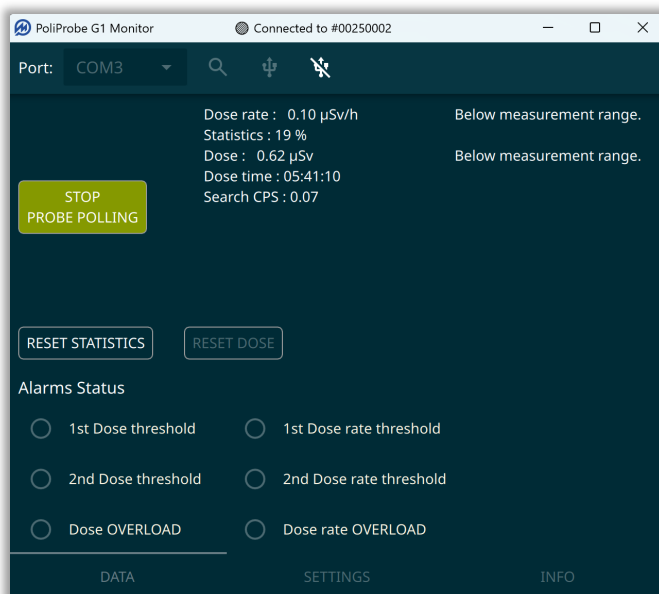 PoliProbe G1 Monitor
Connected to #00250002
Port: COM3
Dose rate : 0.10 μSv/h Below measurement range.
Statistics : 19 %
Dose : 0.62 μSv Below measurement range.
Dose time : 05:41:10
Search CPS : 0.07
STOP
PROBE POLLING
RESET STATISTICS RESET DOSE
Alarms Status
1st Dose threshold 1st Dose rate threshold
2nd Dose threshold 2nd Dose rate threshold
Dose OVERLOAD Dose rate OVERLOAD
DATA SETTINGS INFO